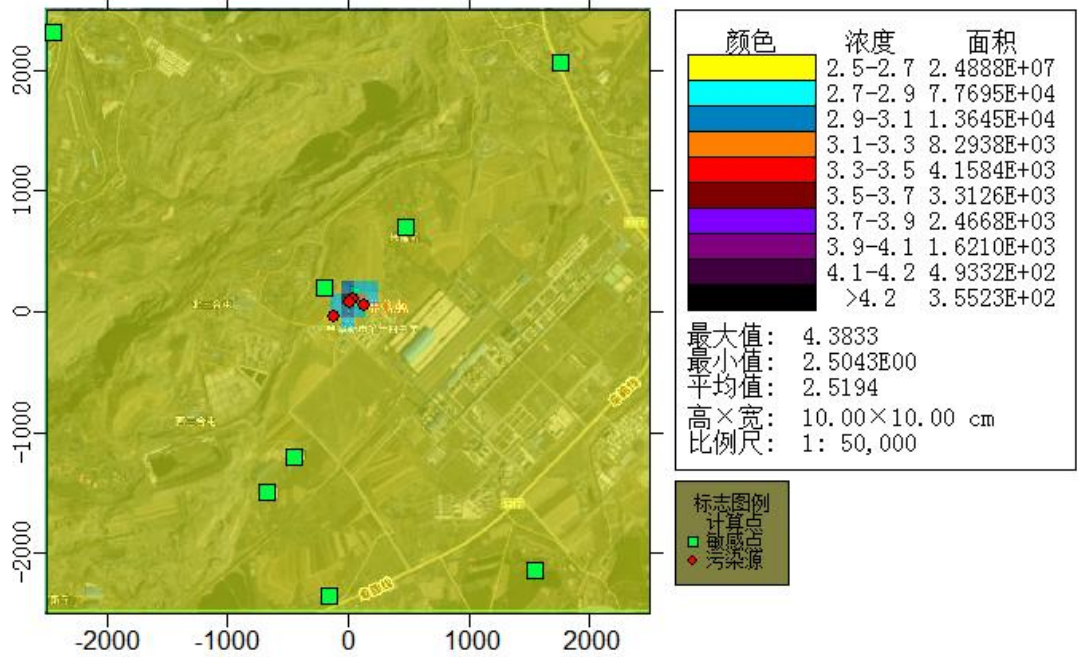 颜色 浓度 面积
2.5-2.7 2.4888E+07
2.7-2.9 7.7695E+04
2.9-3.1 1.3645E+04
3.1-3.3 8.2938E+03
3.3-3.5 4.1584E+03
3.5-3.7 3.3126E+03
3.7-3.9 2.4668E+03
3.9-4.1 1.6210E+03
4.1-4.2 4.9332E+02
>4.2 3.5523E+02
最大值: 4.3833
最小值: 2.5043E00
平均值: 2.5194
高×宽: 10.00×10.00 cm
比例尺: 1: 50,000
标志图例
计算点
敏感点
污染源
2000
1000
0
-1000
-2000
-2000 -1000 0 1000 2000